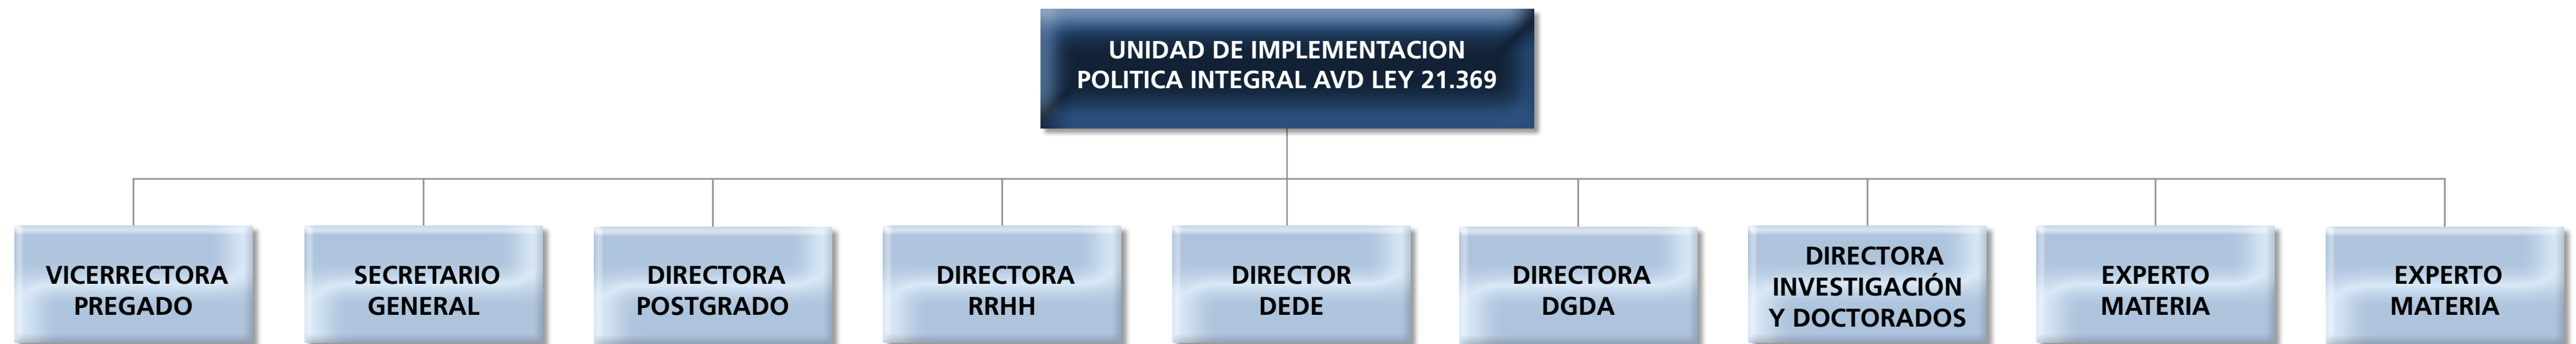 UNIDAD DE IMPLEMENTACION
POLITICA INTEGRAL AVD LEY 21.369
VICERRECTORA
PREGADO
SECRETARIO
GENERAL
DIRECTORA
POSTGRADO
DIRECTORA
RRHH
DIRECTOR
DEDE
DIRECTORA
DGDA
DIRECTORA
INVESTIGACIÓN
Y DOCTORADOS
EXPERTO
MATERIA
EXPERTO
MATERIA